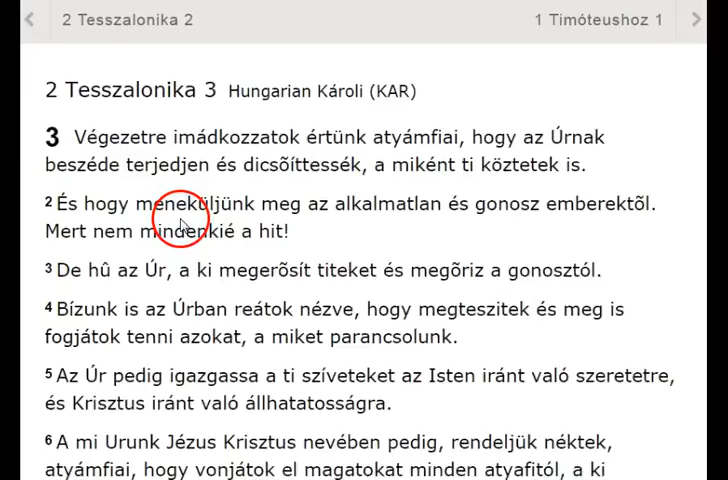 2 Tesszalonika 2
1 Timóteushoz 1
2 Tesszalonika 3 Hungarian Károli (KAR)
3 Végezetre imádkozzatok értünk atyámfiai, hogy az Úrnak
beszéde terjedjen és dicsõíttessék, a miként ti köztetek is.
2 És hogy meneküljünk meg az alkalmatlan és gonosz emberektõl.
Mert nem mindenkié a hit!
3 De hû az Úr, a ki megerõsít titeket és megõriz a gonosztól.
4 Bízunk is az Úrban reátok nézve, hogy megteszitek és meg is
fogjátok tenni azokat, a miket parancsolunk.
5 Az Úr pedig igazgassa a ti szíveteket az Isten iránt való szeretetre,
és Krisztus iránt való állhatatosságra.
6 A mi Urunk Jézus Krisztus nevében pedig, rendeljük néktek,
atyámfiai, hogy vonjátok el magatokat minden atyafitól, a ki